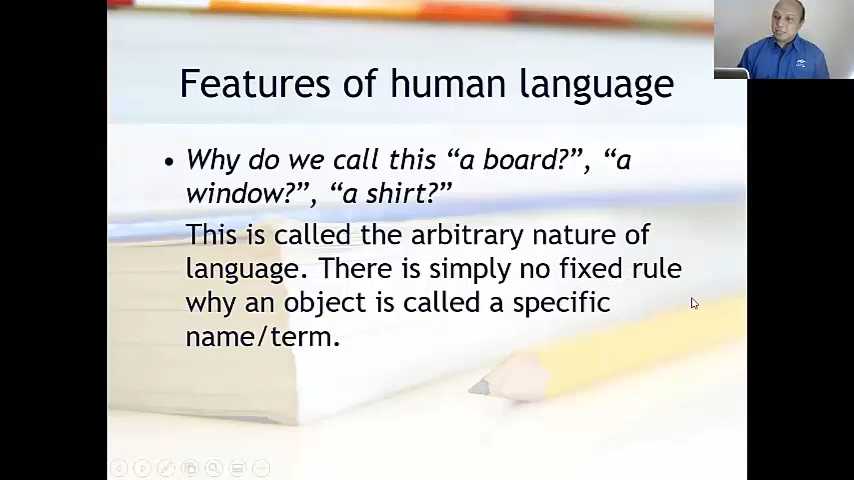 Features of human language
• Why do we call this “a board?”, “a
window?”, “a shirt?”
This is called the arbitrary nature of
language. There is simply no fixed rule
why an object is called a specific
name/term.